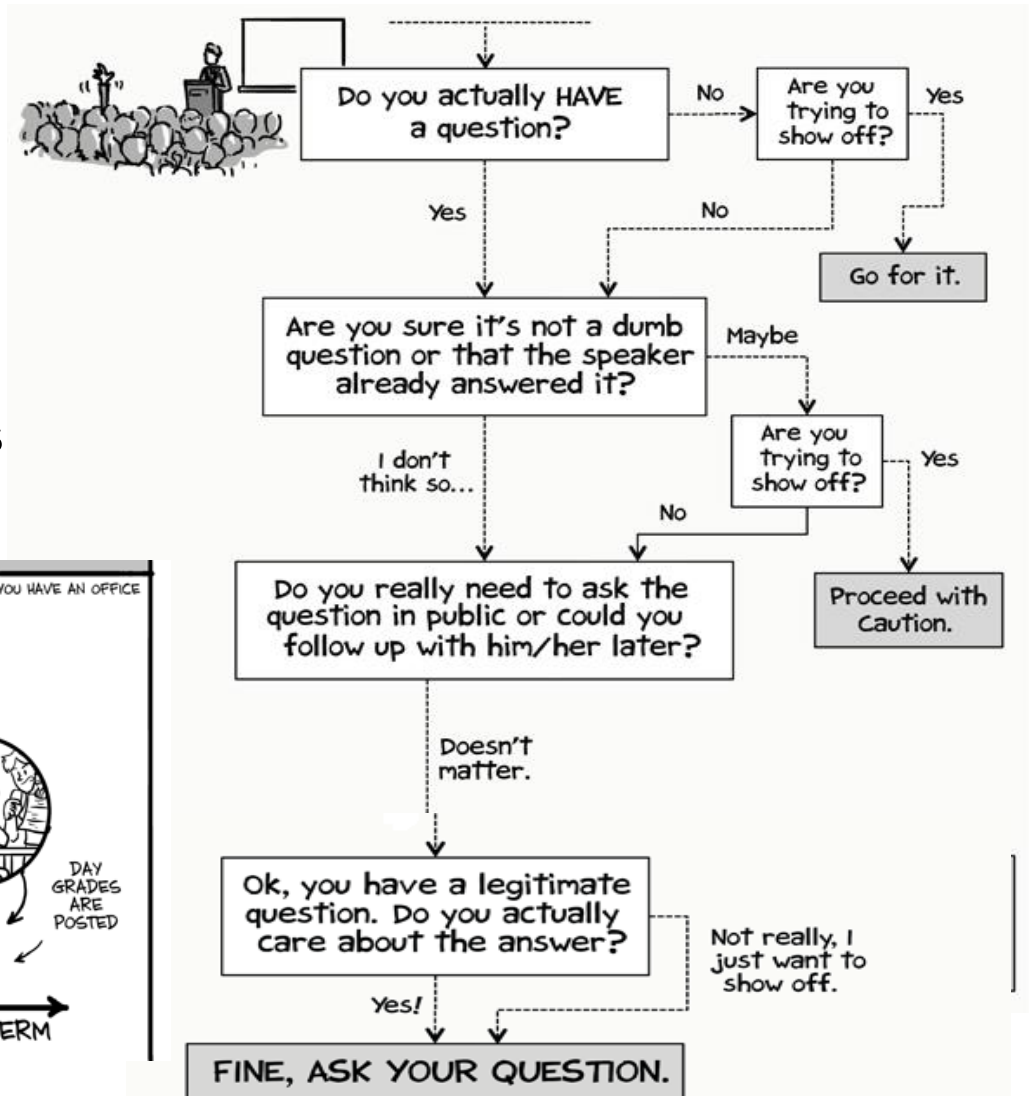 Do you actually HAVE
a question?
No
Are you
trying to
show off?
Yes
Yes
No
Go for it.
Are you sure it's not a dumb
question or that the speaker
already answered it?
Maybe
I don't
think so...
Are you
trying to
show off?
Yes
No
Do you really need to ask the
question in public or could you
follow up with him/her later?
Proceed with
Caution.
Doesn't
matter.
Ok, you have a legitimate
question. Do you actually
care about the answer?
Not really, I
just want to
show off.
Yes!
FINE, ASK YOUR QUESTION.
YOU HAVE AN OFFICE
DAY
GRADES
ARE
POSTED
ERM